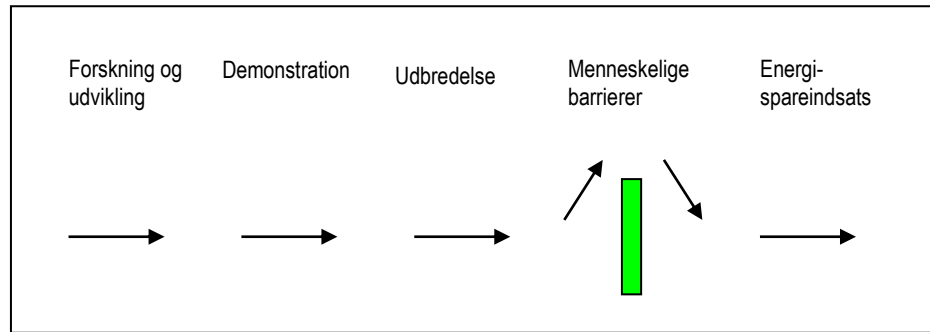 Forskning og
udvikling
Demonstration
Udbredelse
Menneskelige
barrierer
Energi-
spareindsats